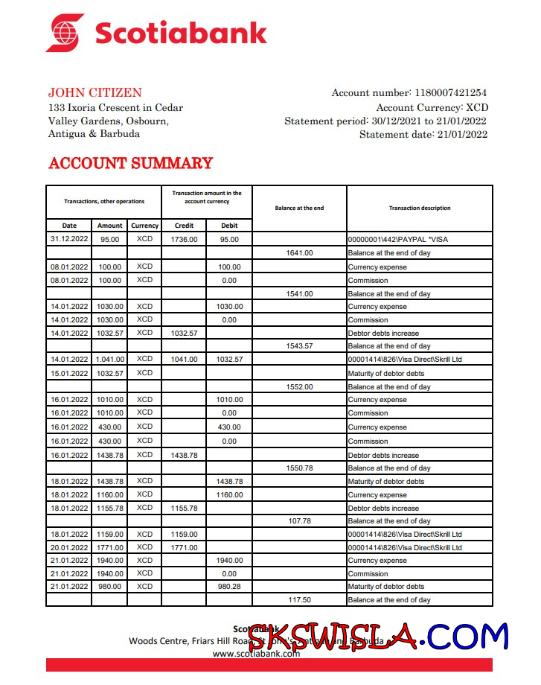 Scotiabank
JOHN CITIZEN
133 Ixoria Crescent in Cedar
Valley Gardens, Osbourn,
Antigua & Barbuda
Account number: 1180007421254
Account Currency: XCD
Statement period: 30/12/2021 to 21/01/2022
Statement date: 21/01/2022
ACCOUNT SUMMARY
Transactions, other operations Transaction amount in the account currency Balance at the end Transaction description
Date Amount Currency Credit Debit
31.12.2022 95.00 XCD 1736.00 95.00 00000001\442\PAYPAL *VISA
1641.00 Balance at the end of day
08.01.2022 100.00 XCD 100.00 Currency expense
08.01.2022 100.00 XCD 0.00 Commission
1541.00 Balance at the end of day
14.01.2022 1030.00 XCD 1030.00 Currency expense
14.01.2022 1030.00 XCD 0.00 Commission
14.01.2022 1032.57 XCD 1032.57 Debtor debts increase
1543.57 Balance at the end of day
14.01.2022 1.041.00 XCD 1041.00 1032.57 00001414\826\Visa Direct\Skrill Ltd
15.01.2022 1032.57 XCD Maturity of debtor debts
1552.00 Balance at the end of day
16.01.2022 1010.00 XCD 1010.00 Currency expense
16.01.2022 1010.00 XCD 0.00 Commission
16.01.2022 430.00 XCD 430.00 Currency expense
16.01.2022 430.00 XCD 0.00 Commission
16.01.2022 1438.78 XCD 1438.78 Debtor debts increase
1550.78 Balance at the end of day
18.01.2022 1438.78 XCD 1438.78 Maturity of debtor debts
18.01.2022 1160.00 XCD 1160.00 Currency expense
18.01.2022 1155.78 XCD 1155.78 Debtor debts increase
107.78 Balance at the end of day
18.01.2022 1159.00 XCD 1159.00 00001414\826\Visa Direct\Skrill Ltd
20.01.2022 1771.00 XCD 1771.00 00001414\826\Visa Direct\Skrill Ltd
21.01.2022 1940.00 XCD 1940.00 Currency expense
21.01.2022 1940.00 XCD 0.00 Commission
21.01.2022 980.00 XCD 980.28 Maturity of debtor debts
117.50 Balance at the end of day
Scotiabank
Woods Centre, Friars Hill Road, St John's, Antigua and Barbuda
SKSWISLA.COM
www.scotiabank.com